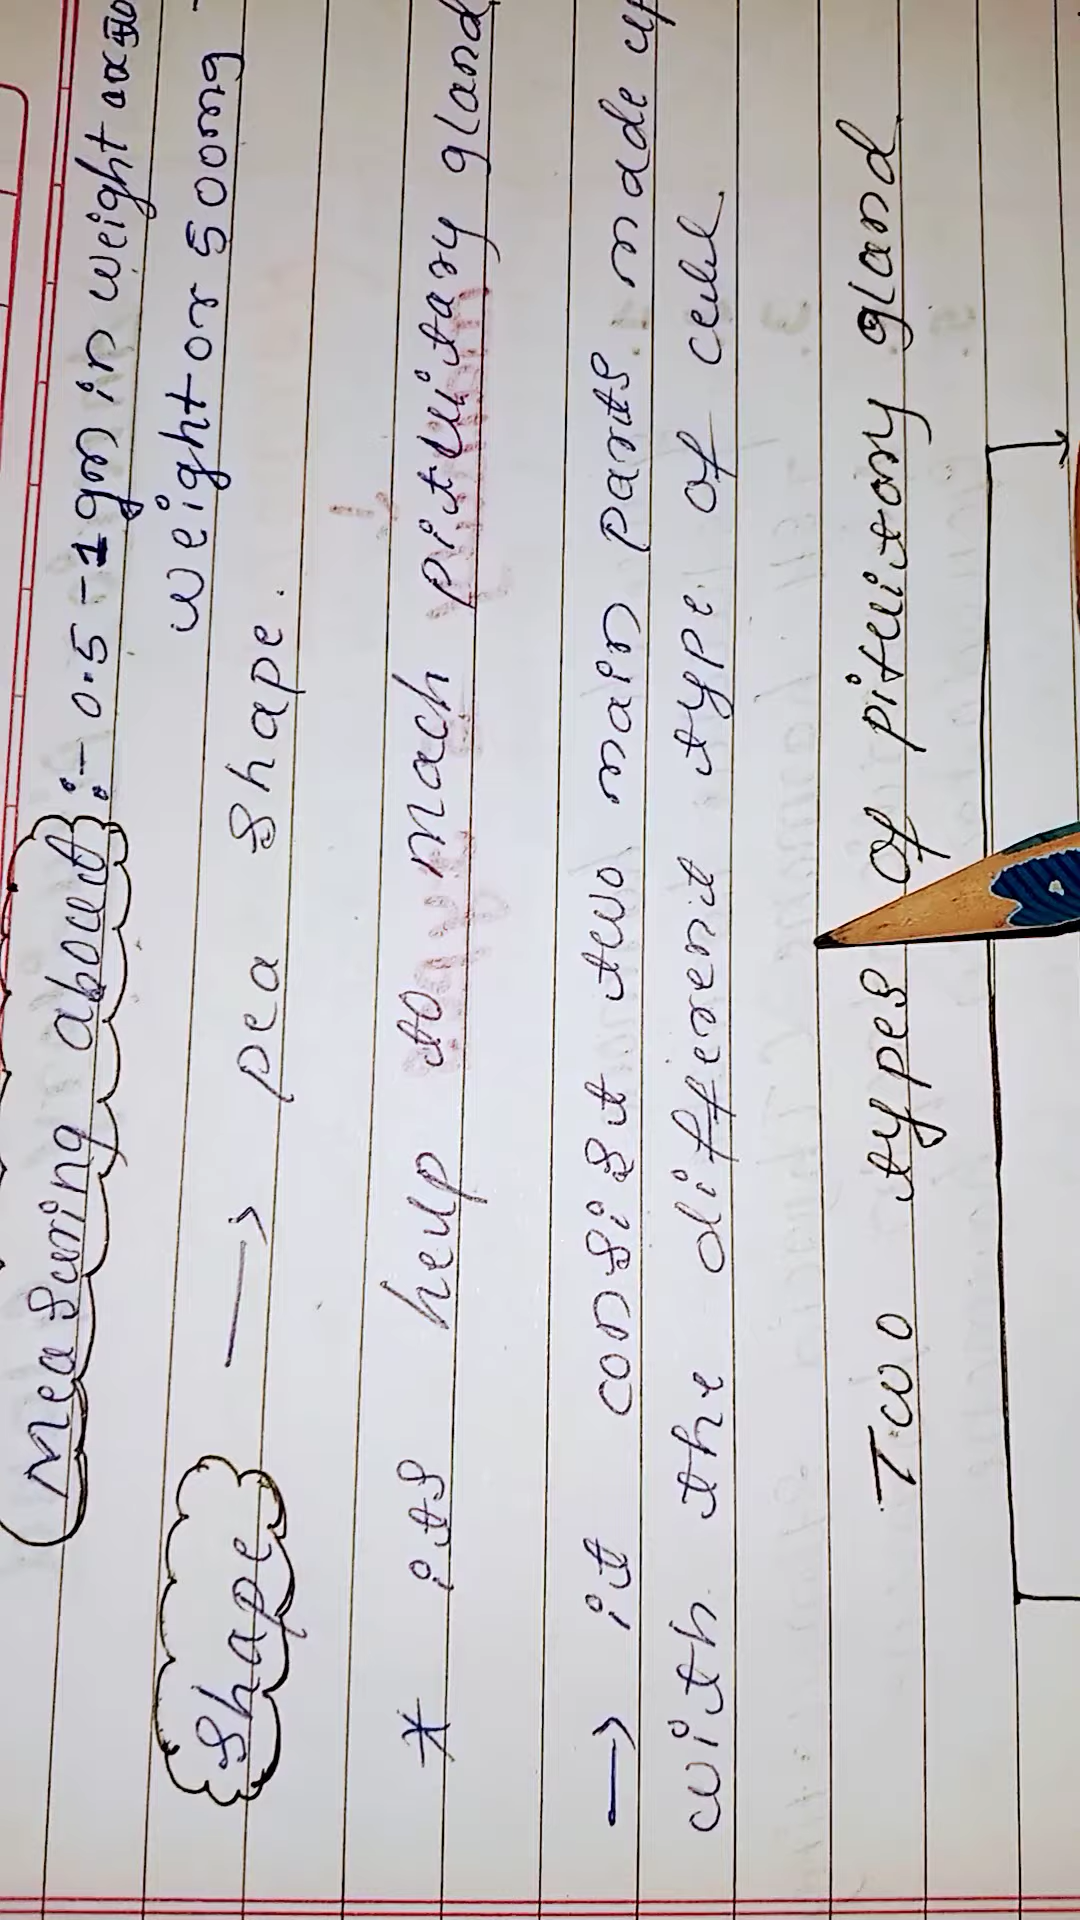 Measuring about :- 0.5 -1gm in weight
weight or 500mg -
Shape → pea shape.
* its help to mach pituitary gland
→ it consist two main parts made up
with the different type of cell
Two types of pituitary gland